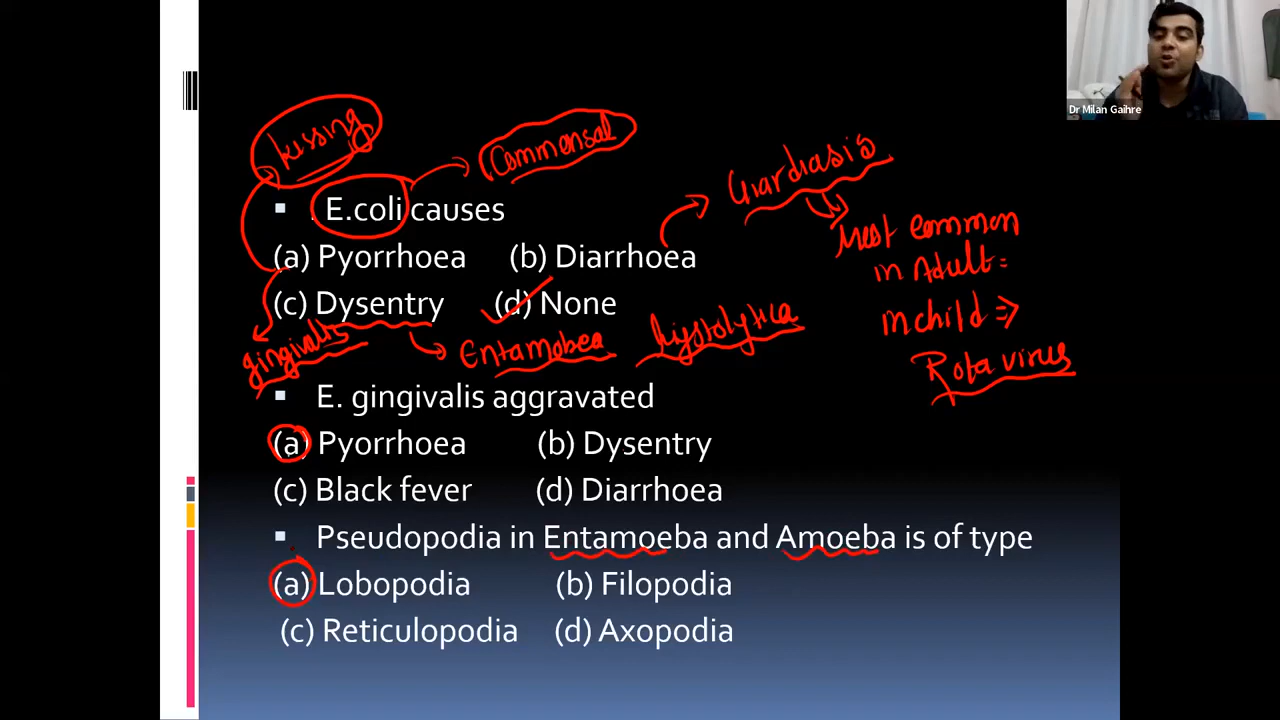 Dr Milan Gaihre
kissing
Commensal
Giardiasis
. E.coli causes
Most common
in Adult :
(a) Pyorrhoea (b) Diarrhoea
(c) Dysentry (d) None
in child ⇒
Rota virus
gingivalis
Entamobea hystolytica
E. gingivalis aggravated
(a) Pyorrhoea (b) Dysentry
(c) Black fever (d) Diarrhoea
Pseudopodia in Entamoeba and Amoeba is of type
(a) Lobopodia (b) Filopodia
(c) Reticulopodia (d) Axopodia